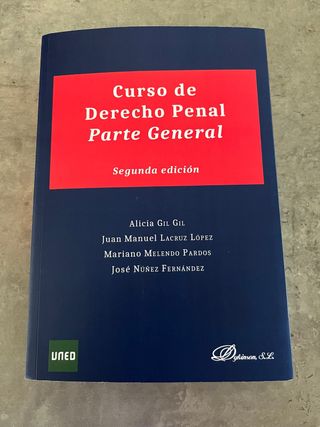 Curso de
Derecho Penal
Parte General
Segunda edición
Alicia GIL GIL
Juan Manuel LACRUZ LÓPEZ
Mariano MELENDO PARDOS
José NÚÑEZ FERNÁNDEZ
UNED
Dykinson, S.L.